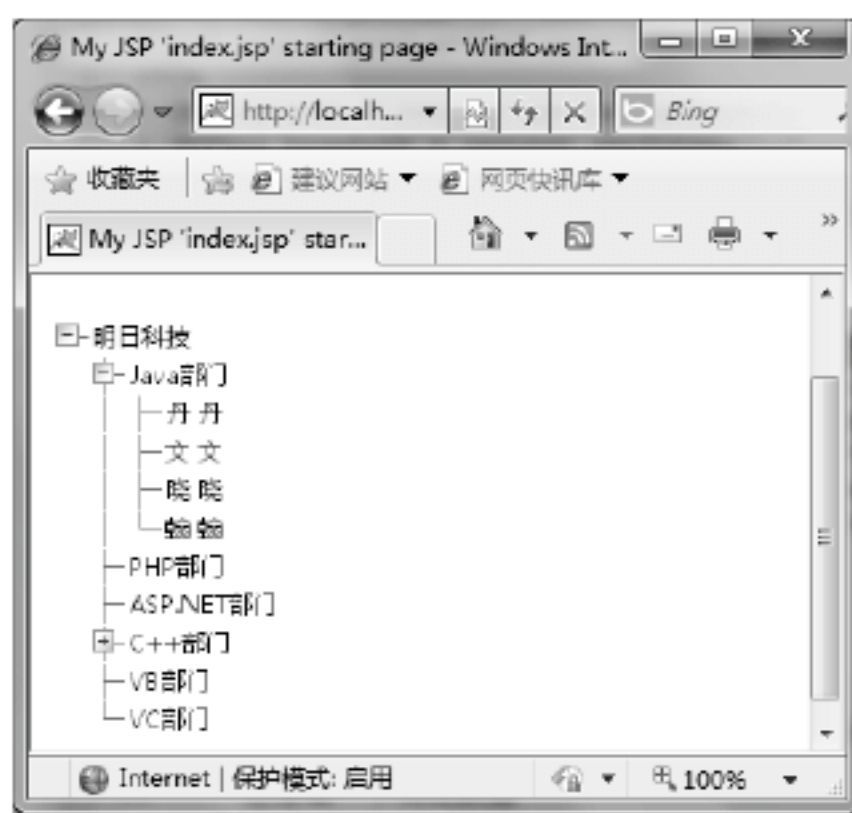 My JSP 'index.jsp' starting page - Windows Int...
http://localh... Bing
收藏夹 建议网站 网页快讯库
My JSP 'index.jsp' star... »
明日科技
Java部门
丹 丹
文 文
晓 晓
翰 翰
PHP部门
ASP.NET部门
C++部门
VB部门
VC部门
Internet | 保护模式: 启用 100%